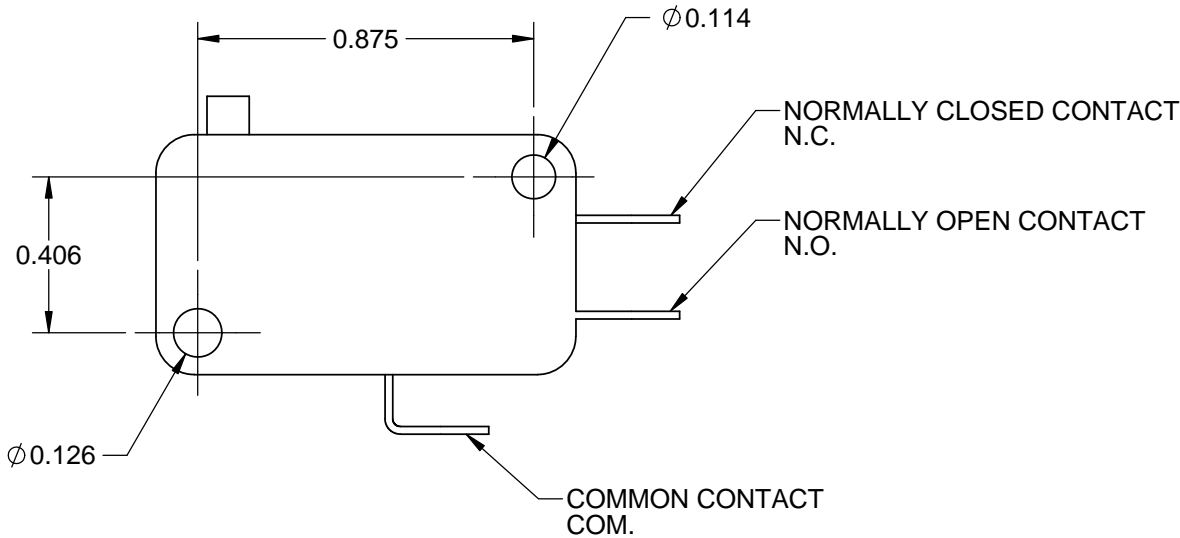 0.875
∅0.114
NORMALLY CLOSED CONTACT
N.C.
NORMALLY OPEN CONTACT
N.O.
0.406
∅0.126
COMMON CONTACT
COM.